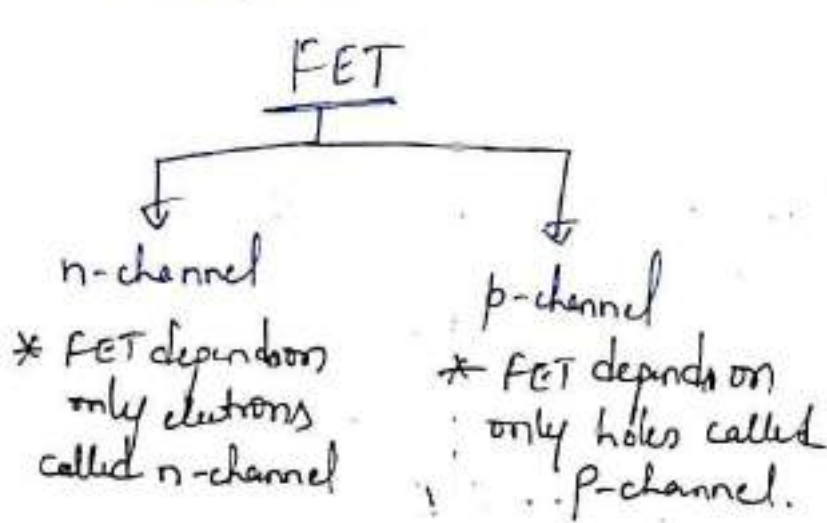 FET
n-channel
* FET depends on
only electrons
called n-channel
p-channel
* FET depends on
only holes called
p-channel.